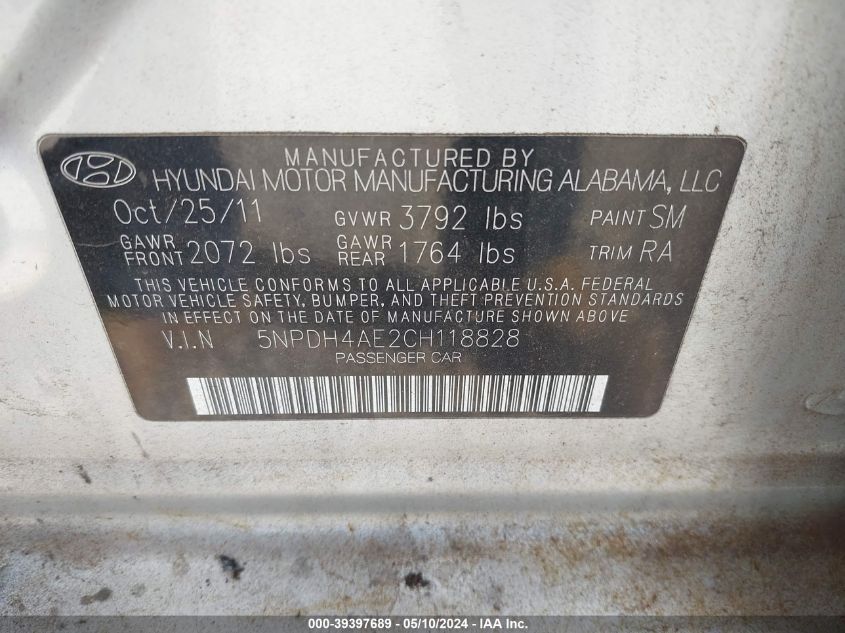 MANUFACTURED BY
HYUNDAI MOTOR MANUFACTURING ALABAMA, LLC
Oct/25/11 GVWR 3792 lbs PAINT SM
GAWR FRONT 2072 lbs GAWR REAR 1764 lbs TRIM RA
THIS VEHICLE CONFORMS TO ALL APPLICABLE U.S.A. FEDERAL
MOTOR VEHICLE SAFETY, BUMPER, AND THEFT PREVENTION STANDARDS
IN EFFECT ON THE DATE OF MANUFACTURE SHOWN ABOVE.
V.I.N 5NPDH4AE2CH118828
PASSENGER CAR
000-39397689 - 05/10/2024 - IAA Inc.